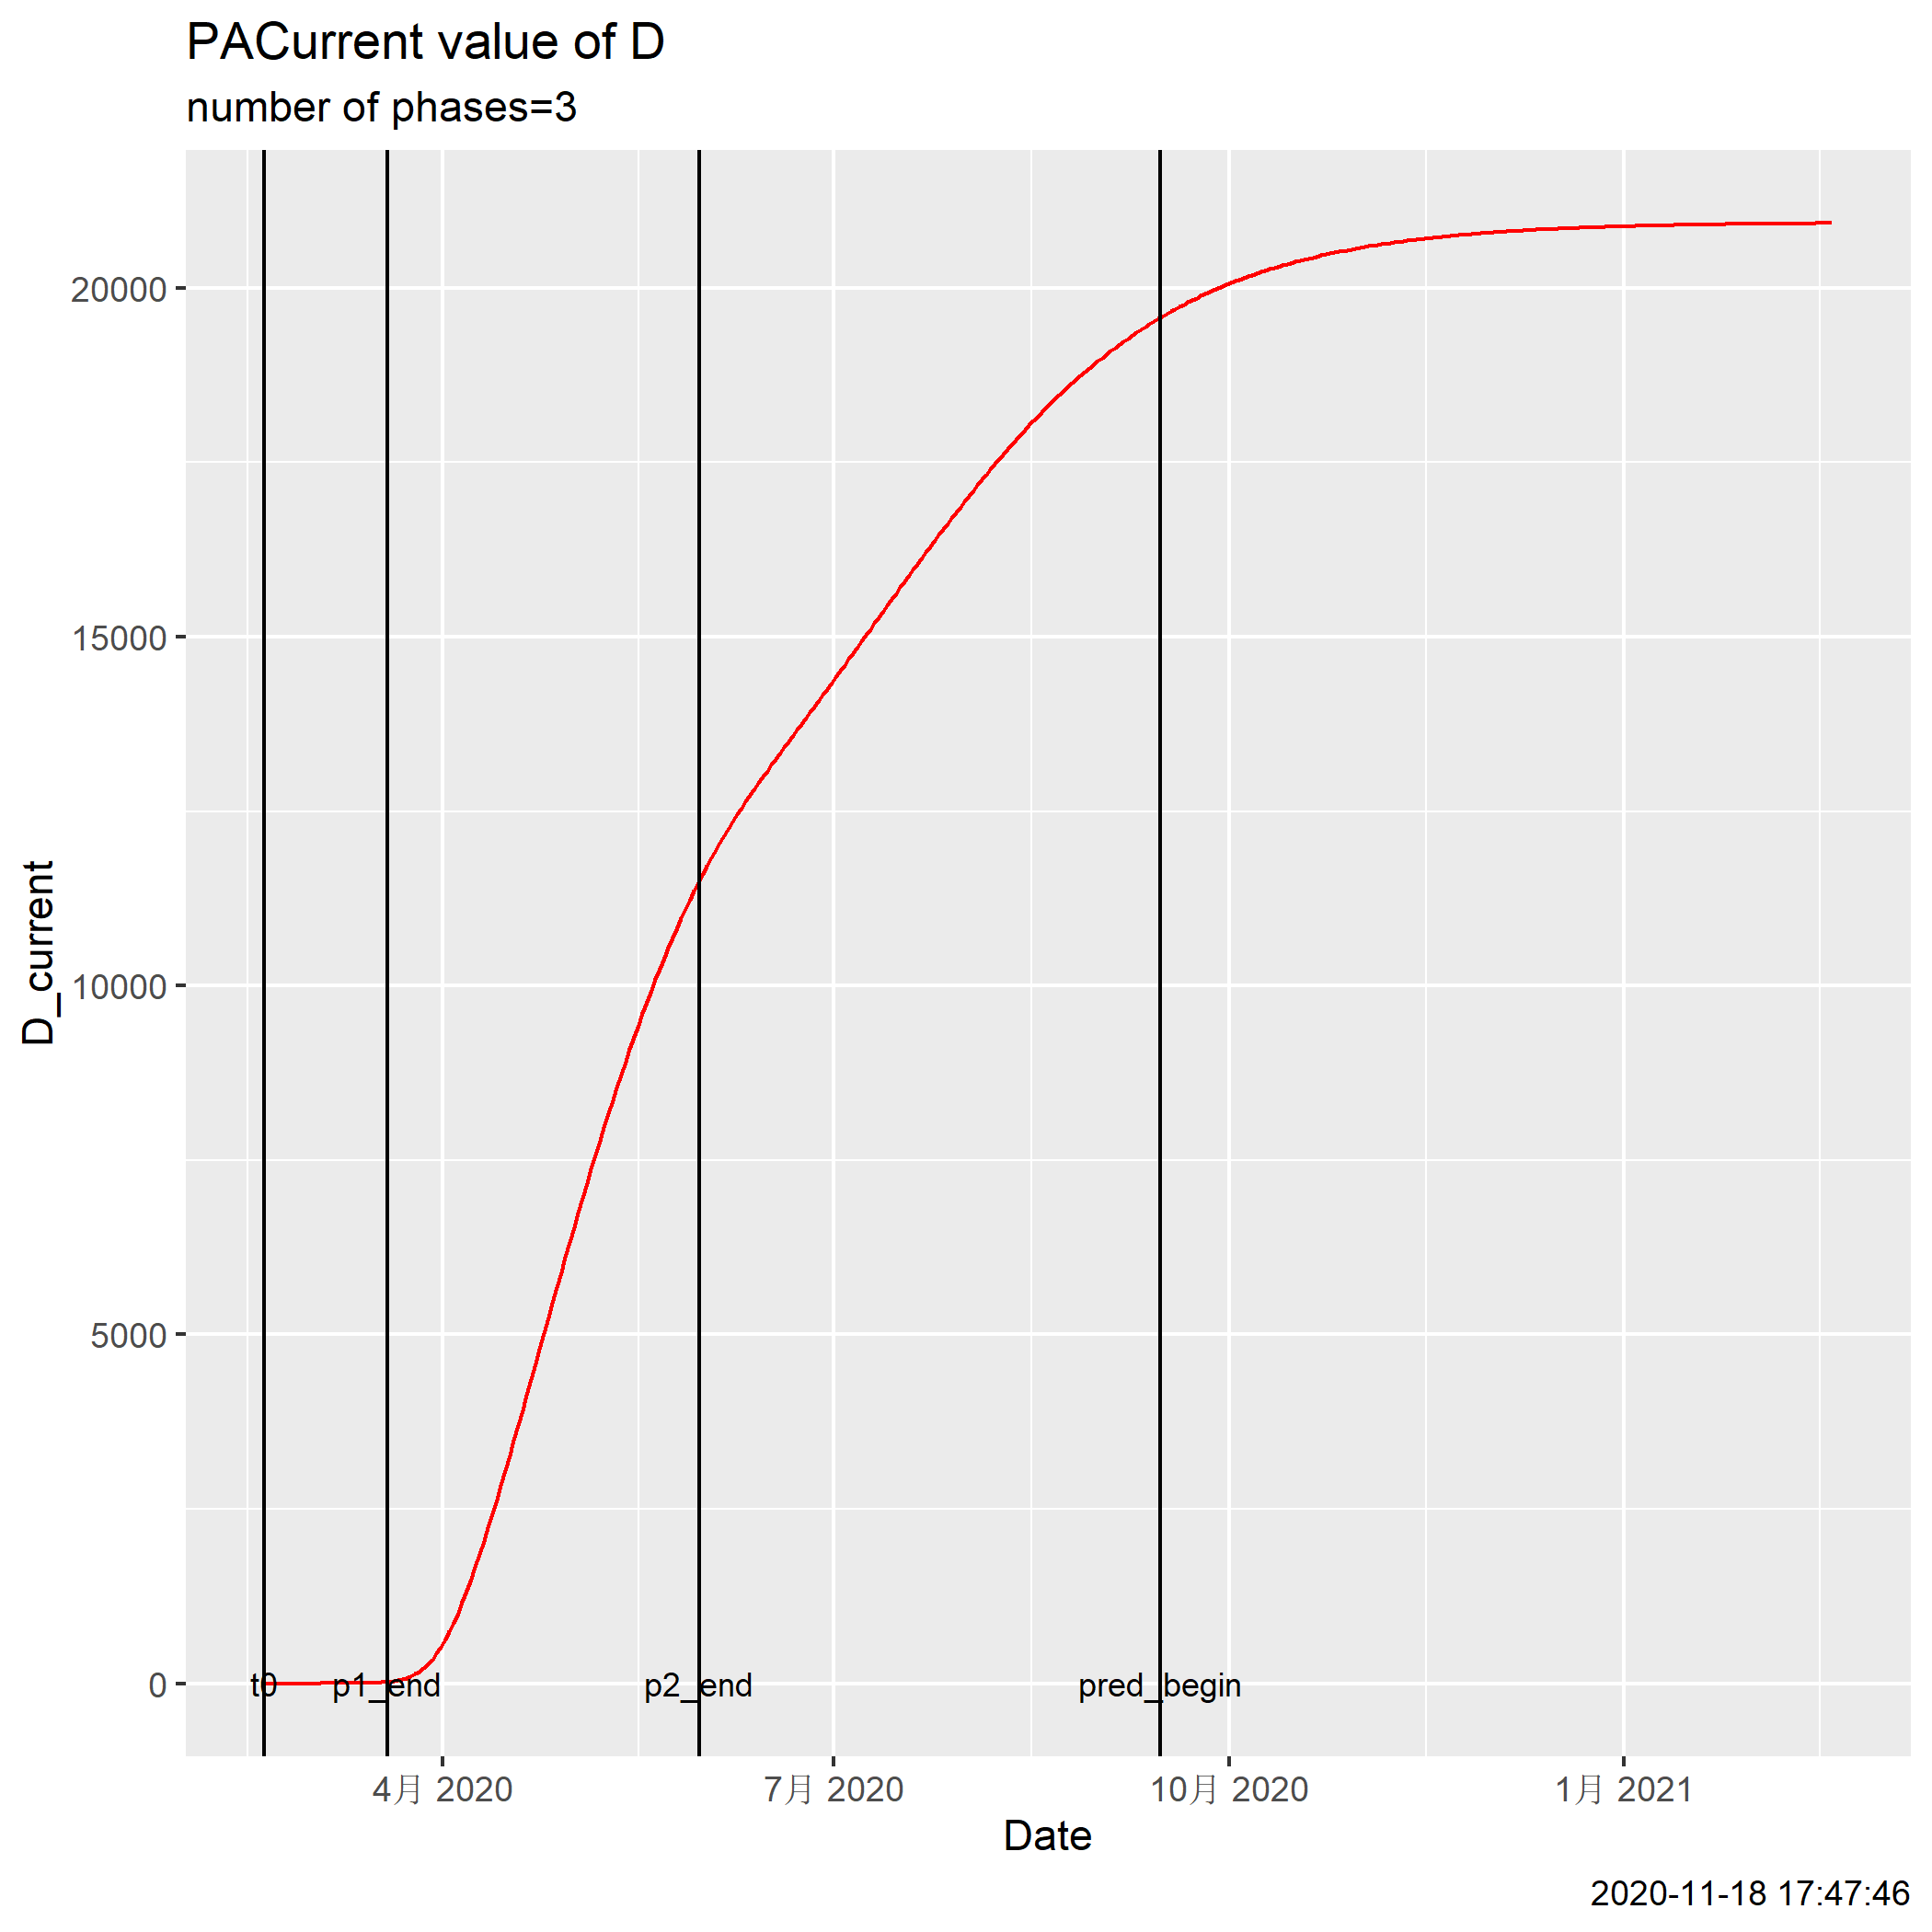 PACurrent value of D
number of phases=3
D_current
20000
15000
10000
5000
0
t0 p1_end p2_end pred_begin
4月 2020 7月 2020 10月 2020 1月 2021
Date
2020-11-18 17:47:46